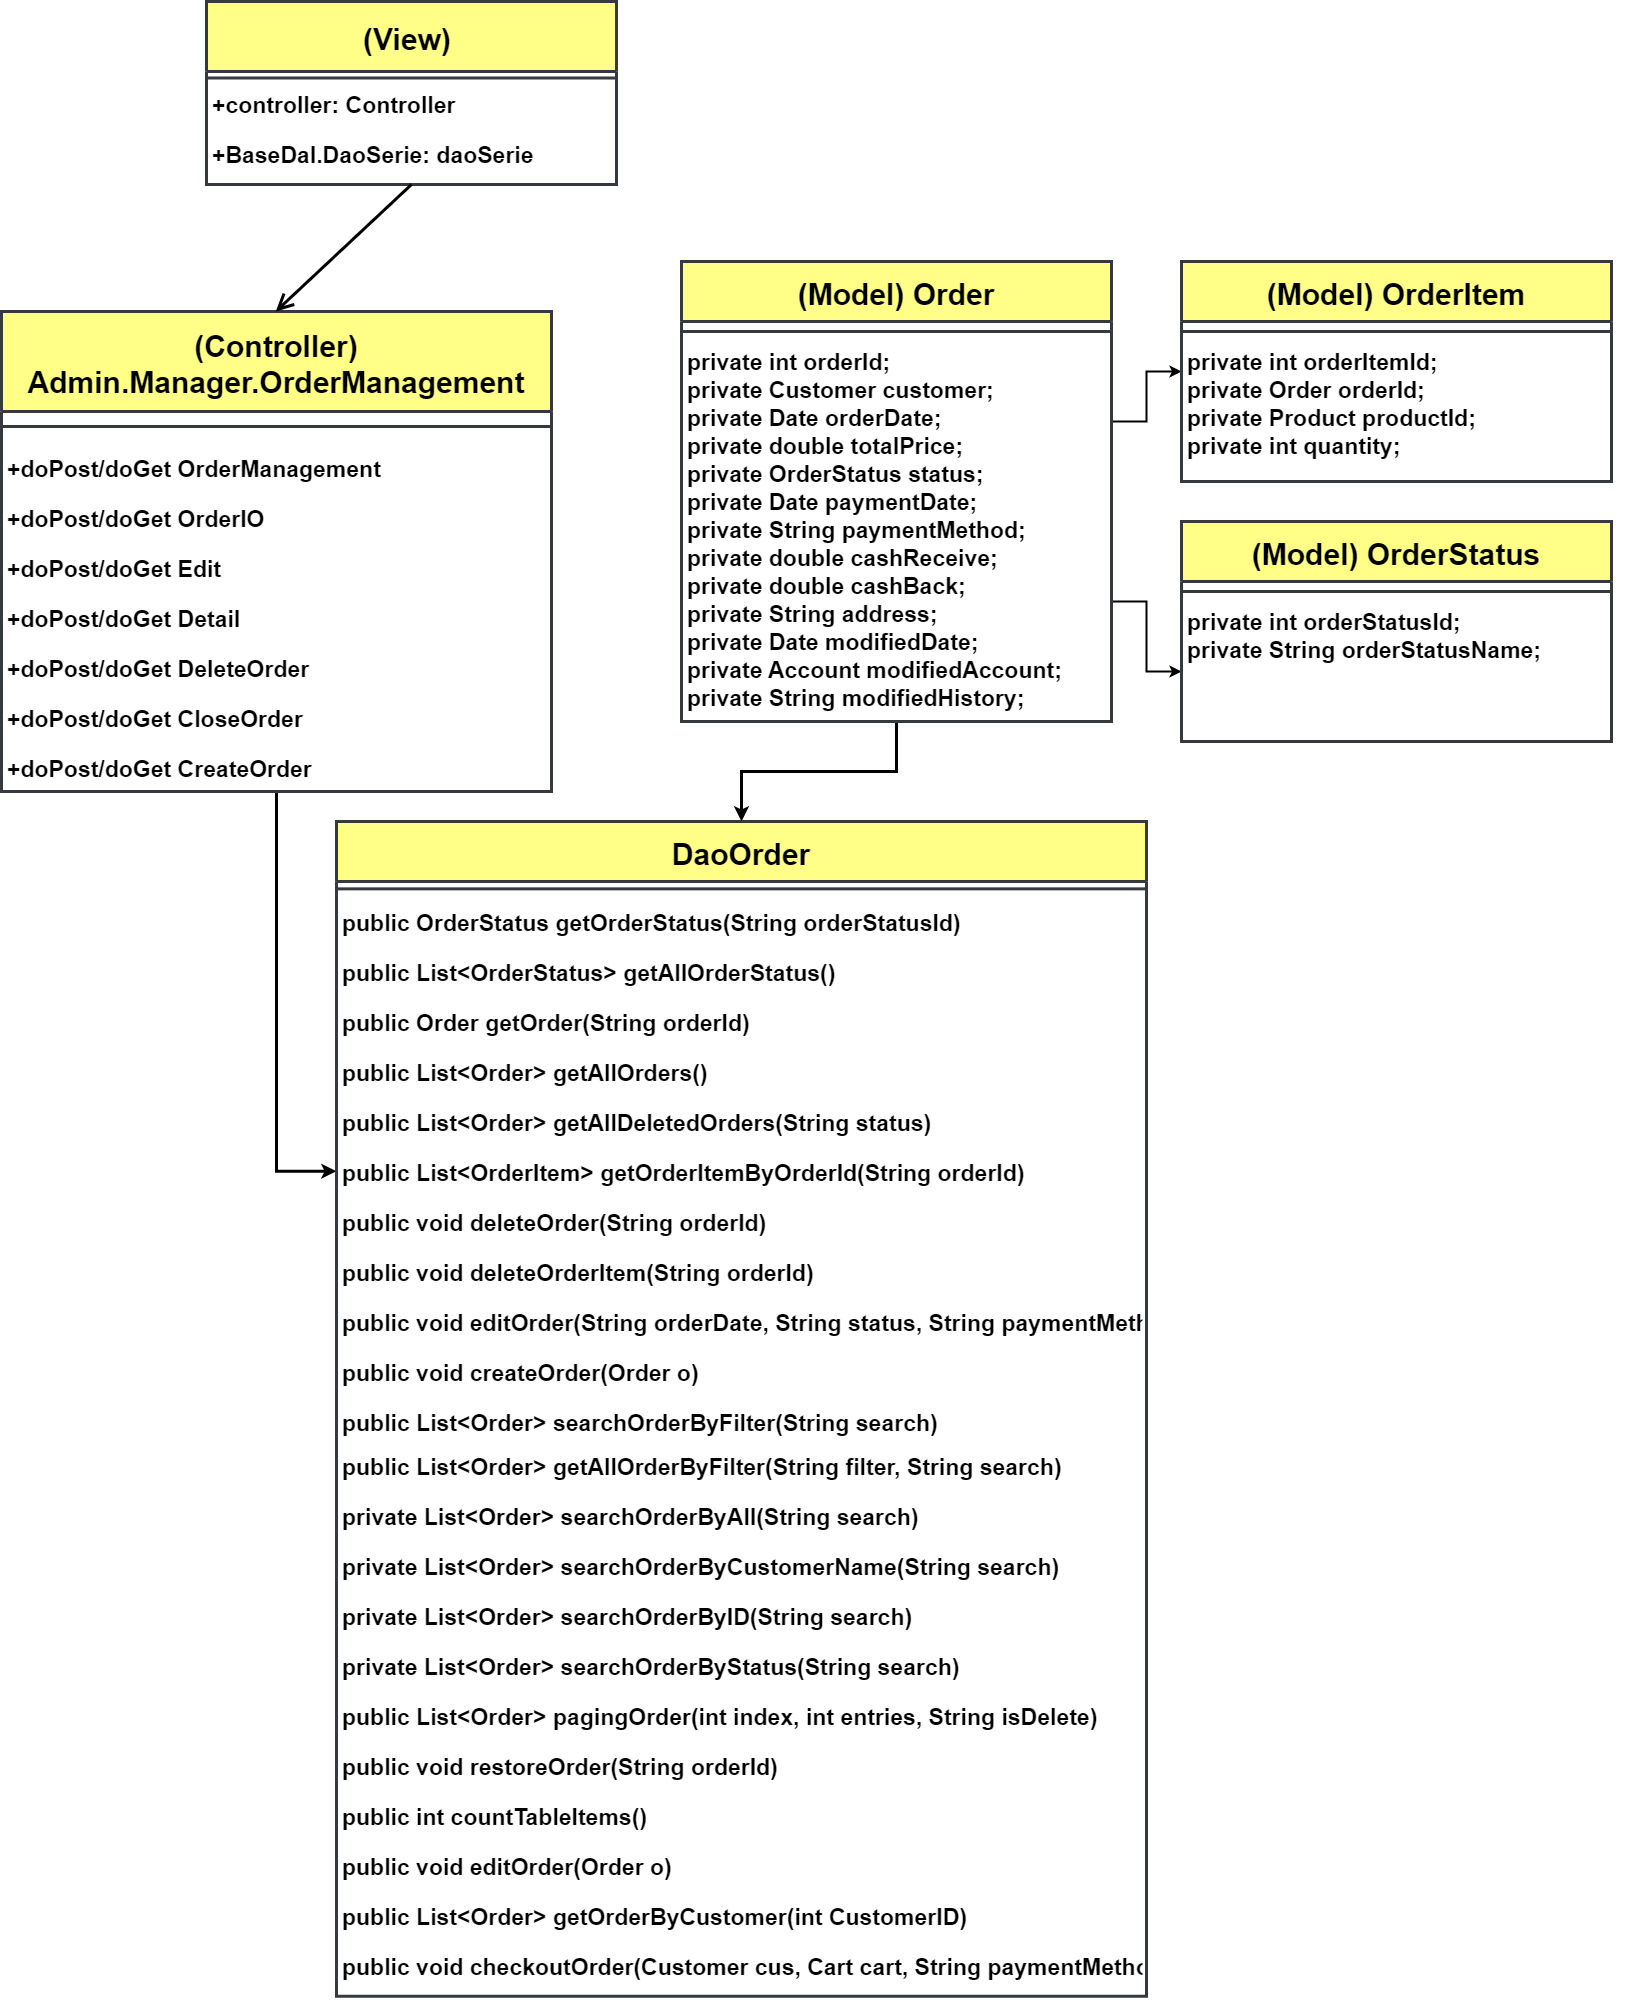 (View)
+controller: Controller
+BaseDal.DaoSerie: daoSerie
(Controller)
Admin.Manager.OrderManagement
+doPost/doGet OrderManagement
+doPost/doGet OrderIO
+doPost/doGet Edit
+doPost/doGet Detail
+doPost/doGet DeleteOrder
+doPost/doGet CloseOrder
+doPost/doGet CreateOrder
(Model) Order
private int orderId;
private Customer customer;
private Date orderDate;
private double totalPrice;
private OrderStatus status;
private Date paymentDate;
private String paymentMethod;
private double cashReceive;
private double cashBack;
private String address;
private Date modifiedDate;
private Account modifiedAccount;
private String modifiedHistory;
(Model) OrderItem
private int orderItemId;
private Order orderId;
private Product productId;
private int quantity;
(Model) OrderStatus
private int orderStatusId;
private String orderStatusName;
DaoOrder
public OrderStatus getOrderStatus(String orderStatusId)
public List<OrderStatus> getAllOrderStatus()
public Order getOrder(String orderId)
public List<Order> getAllOrders()
public List<Order> getAllDeletedOrders(String status)
public List<OrderItem> getOrderItemByOrderId(String orderId)
public void deleteOrder(String orderId)
public void deleteOrderItem(String orderId)
public void editOrder(String orderDate, String status, String paymentMeth
public void createOrder(Order o)
public List<Order> searchOrderByFilter(String search)
public List<Order> getAllOrderByFilter(String filter, String search)
private List<Order> searchOrderByAll(String search)
private List<Order> searchOrderByCustomerName(String search)
private List<Order> searchOrderByID(String search)
private List<Order> searchOrderByStatus(String search)
public List<Order> pagingOrder(int index, int entries, String isDelete)
public void restoreOrder(String orderId)
public int countTableItems()
public void editOrder(Order o)
public List<Order> getOrderByCustomer(int CustomerID)
public void checkoutOrder(Customer cus, Cart cart, String paymentMetho